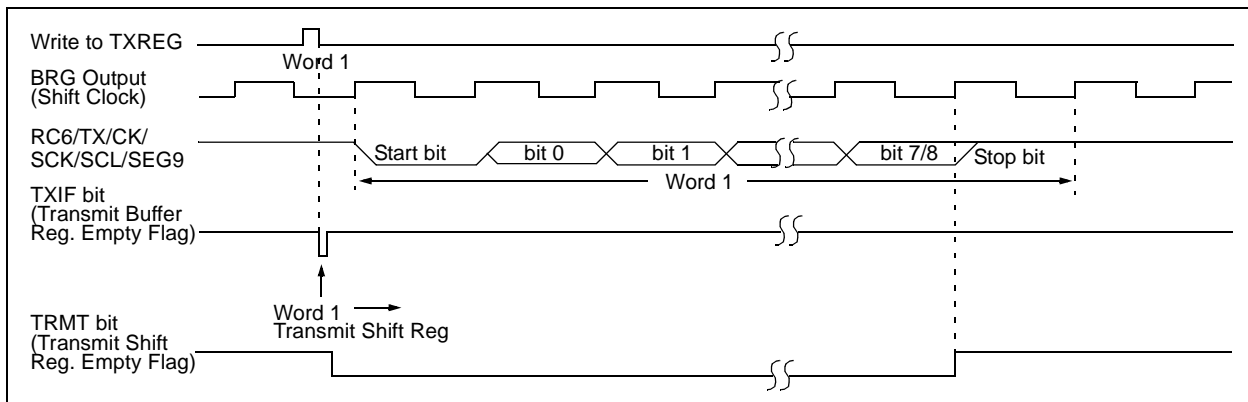 Write to TXREG
Word 1
BRG Output
(Shift Clock)
RC6/TX/CK/
SCK/SCL/SEG9
Start bit
bit 0
bit 1
bit 7/8
Stop bit
Word 1
TXIF bit
(Transmit Buffer
Reg. Empty Flag)
Word 1
Transmit Shift Reg
TRMT bit
(Transmit Shift
Reg. Empty Flag)